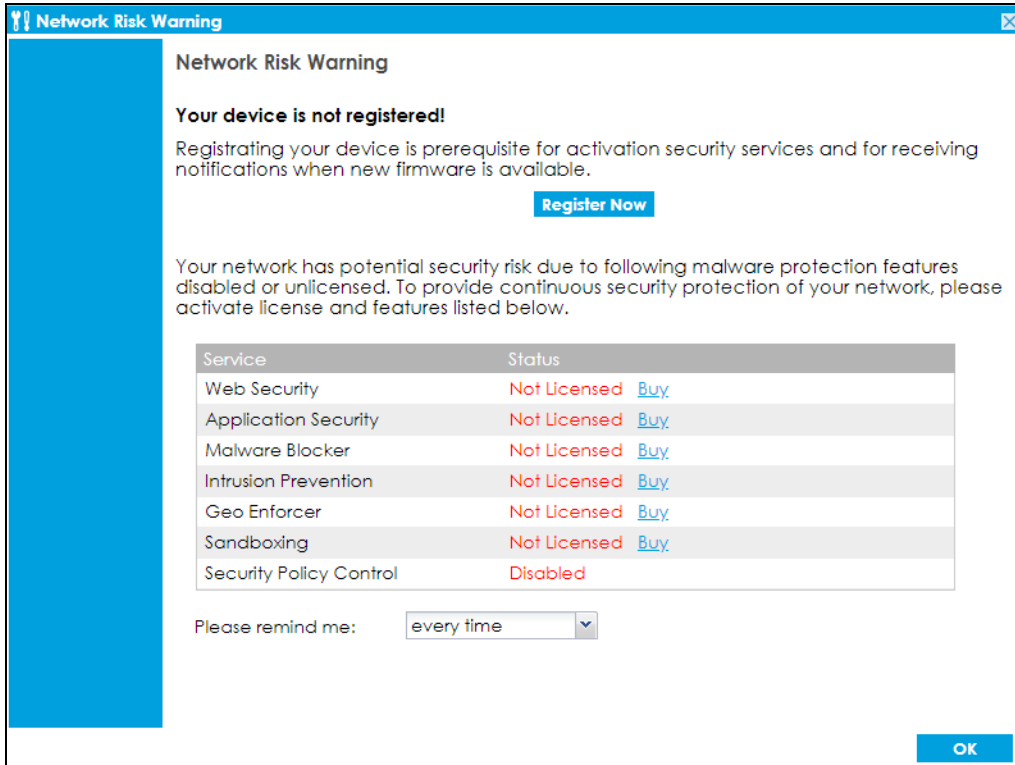 Network Risk Warning
Network Risk Warning
Your device is not registered!
Registrating your device is prerequisite for activation security services and for receiving
notifications when new firmware is available.
Register Now
Your network has potential security risk due to following malware protection features
disabled or unlicensed. To provide continuous security protection of your network, please
activate license and features listed below.
Service Status
Web Security Not Licensed Buy
Application Security Not Licensed Buy
Malware Blocker Not Licensed Buy
Intrusion Prevention Not Licensed Buy
Geo Enforcer Not Licensed Buy
Sandboxing Not Licensed Buy
Security Policy Control Disabled
Please remind me: every time
OK